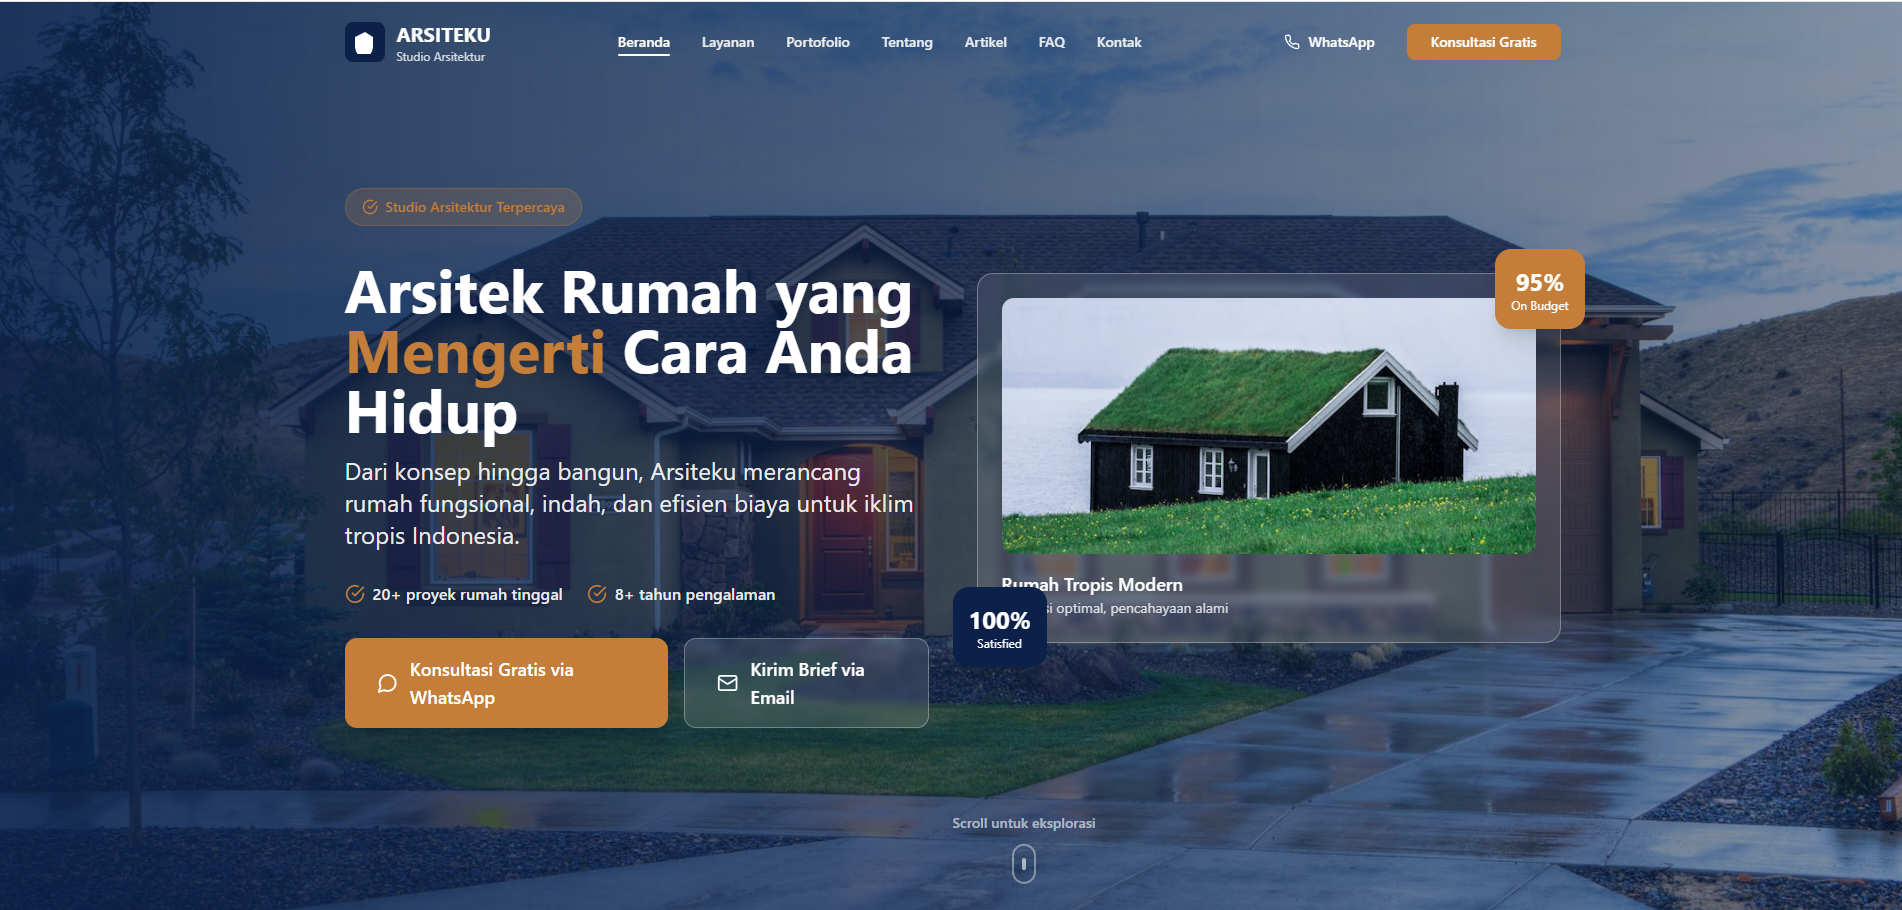 ARSITEKU
Studio Arsitektur
Beranda
Layanan
Portofolio
Tentang
Artikel
FAQ
Kontak
WhatsApp
Konsultasi Gratis
Studio Arsitektur Terpercaya
Arsitek Rumah yang
Mengerti Cara Anda
Hidup
Dari konsep hingga bangun, Arsiteku merancang
rumah fungsional, indah, dan efisien biaya untuk iklim
tropis Indonesia.
20+ proyek rumah tinggal
8+ tahun pengalaman
Konsultasi Gratis via
WhatsApp
Kirim Brief via
Email
95%
On Budget
Rumah Tropis Modern
optimal, pencahayaan alami
100%
Satisfied
Scroll untuk eksplorasi